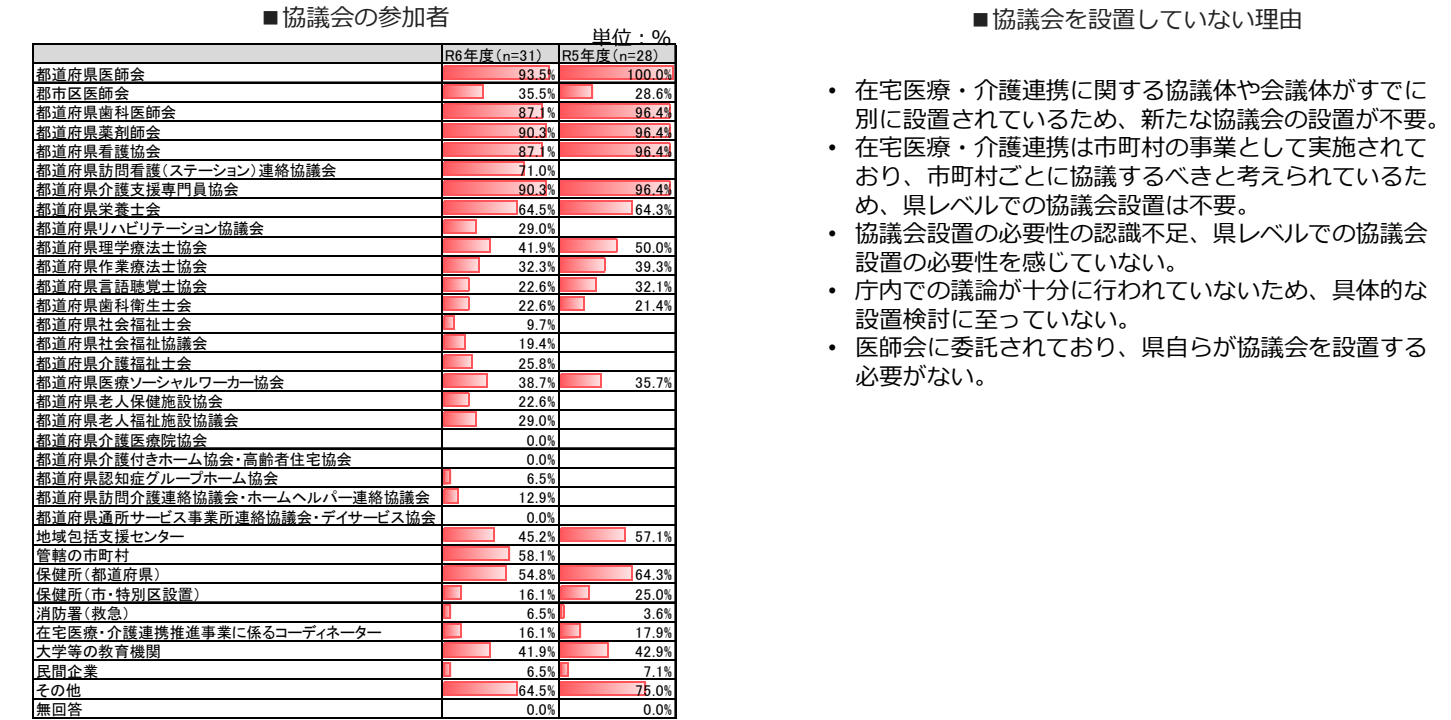 ■協議会の参加者
単位：%
R6年度（n=31） R5年度（n=28）
都道府県医師会 93.5% 100.0%
郡市区医師会 35.5% 28.6%
都道府県歯科医師会 87.1% 96.4%
都道府県薬剤師会 90.3% 96.4%
都道府県看護協会 87.1% 96.4%
都道府県訪問看護（ステーション）連絡協議会 71.0%
都道府県介護支援専門員協会 90.3% 96.4%
都道府県栄養士会 64.5% 64.3%
都道府県リハビリテーション協議会 29.0%
都道府県理学療法士協会 41.9% 50.0%
都道府県作業療法士協会 32.3% 39.3%
都道府県言語聴覚士協会 22.6% 32.1%
都道府県歯科衛生士会 22.6% 21.4%
都道府県社会福祉士会 9.7%
都道府県社会福祉協議会 19.4%
都道府県介護福祉士会 25.8%
都道府県医療ソーシャルワーカー協会 38.7% 35.7%
都道府県老人保健施設協会 22.6%
都道府県老人福祉施設協議会 29.0%
都道府県介護医療院協会 0.0%
都道府県介護付きホーム協会・高齢者住宅協会 0.0%
都道府県認知症グループホーム協会 6.5%
都道府県訪問介護連絡協議会・ホームヘルパー連絡協議会 12.9%
都道府県通所サービス事業所連絡協議会・デイサービス協会 0.0%
地域包括支援センター 45.2% 57.1%
管轄の市町村 58.1%
保健所（都道府県） 54.8% 64.3%
保健所（市・特別区設置） 16.1% 25.0%
消防署（救急） 6.5% 3.6%
在宅医療・介護連携推進事業に係るコーディネーター 16.1% 17.9%
大学等の教育機関 41.9% 42.9%
民間企業 6.5% 7.1%
その他 64.5% 75.0%
無回答 0.0% 0.0%
■協議会を設置していない理由
• 在宅医療・介護連携に関する協議体や会議体がすでに
別に設置されているため、新たな協議会の設置が不要。
• 在宅医療・介護連携は市町村の事業として実施されて
おり、市町村ごとに協議するべきと考えられているた
め、県レベルでの協議会設置は不要。
• 協議会設置の必要性の認識不足、県レベルでの協議会
設置の必要性を感じていない。
• 庁内での議論が十分に行われていないため、具体的な
設置検討に至っていない。
• 医師会に委託されており、県自らが協議会を設置する
必要がない。